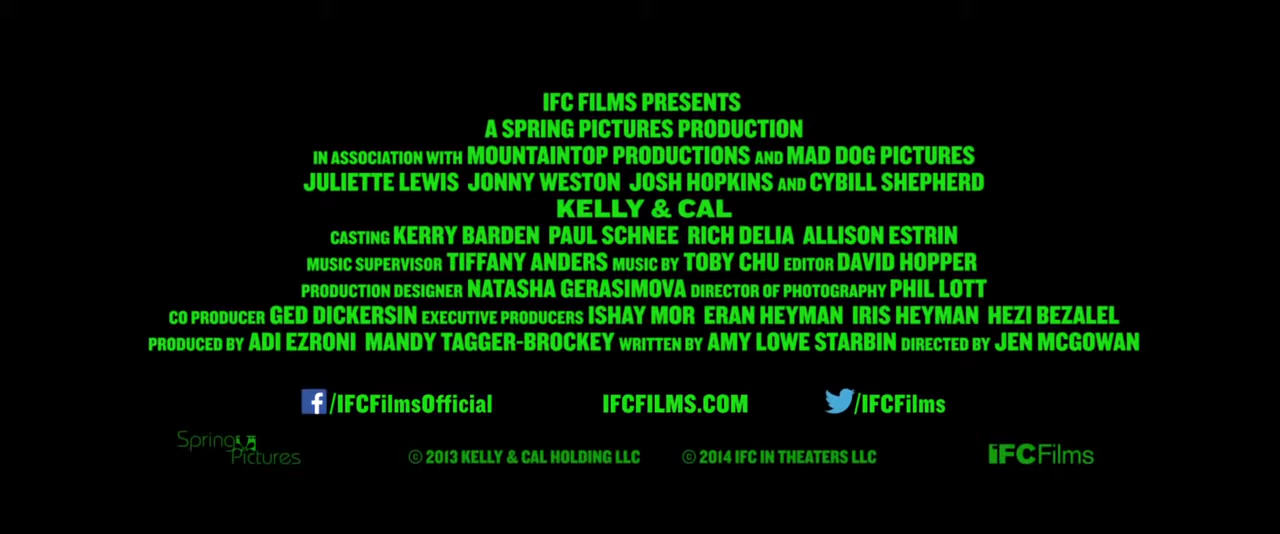 IFC FILMS PRESENTS
A SPRING PICTURES PRODUCTION
IN ASSOCIATION WITH MOUNTAINTOP PRODUCTIONS AND MAD DOG PICTURES
JULIETTE LEWIS JONNY WESTON JOSH HOPKINS AND CYBILL SHEPHERD
KELLY & CAL
CASTING KERRY BARDEN PAUL SCHNEE RICH DELIA ALLISON ESTRIN
MUSIC SUPERVISOR TIFFANY ANDERS MUSIC BY TOBY CHU EDITOR DAVID HOPPER
PRODUCTION DESIGNER NATASHA GERASIMOVA DIRECTOR OF PHOTOGRAPHY PHIL LOTT
CO PRODUCER GED DICKERSIN EXECUTIVE PRODUCERS ISHAY MOR ERAN HEYMAN IRIS HEYMAN HEZI BEZALEL
PRODUCED BY ADI EZRONI MANDY TAGGER-BROCKEY WRITTEN BY AMY LOWE STARBIN DIRECTED BY JEN MCGOWAN
f/IFCFilmsOfficial IFCFILMS.COM /IFCFilms
Spring Pictures © 2013 KELLY & CAL HOLDING LLC © 2014 IFC IN THEATERS LLC IFC Films